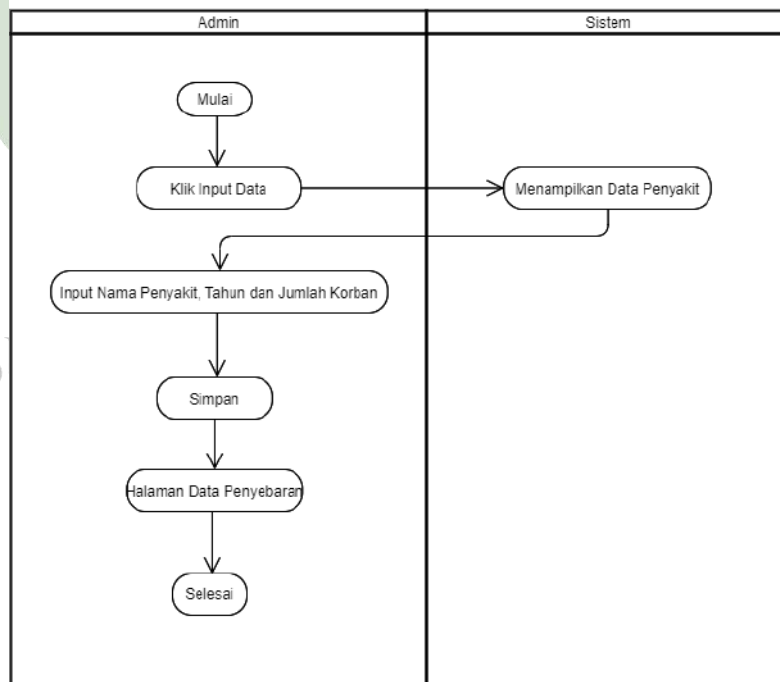 Admin
Sistem
Mulai
Klik Input Data
Menampilkan Data Penyakit
Input Nama Penyakit, Tahun dan Jumlah Korban
Simpan
Halaman Data Penyebaran
Selesai